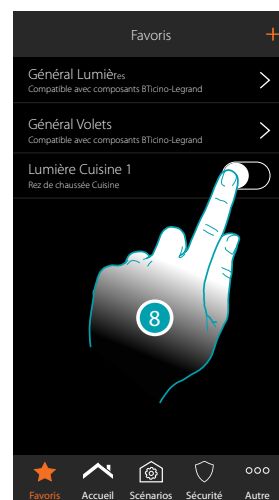 Favoris
Général Lumières
Compatible avec composants BTicino-Legrand
Général Volets
Compatible avec composants BTicino-Legrand
Lumière Cuisine 1
Rez de chaussée Cuisine
8
Favoris Accueil Scénarios Sécurité Autre